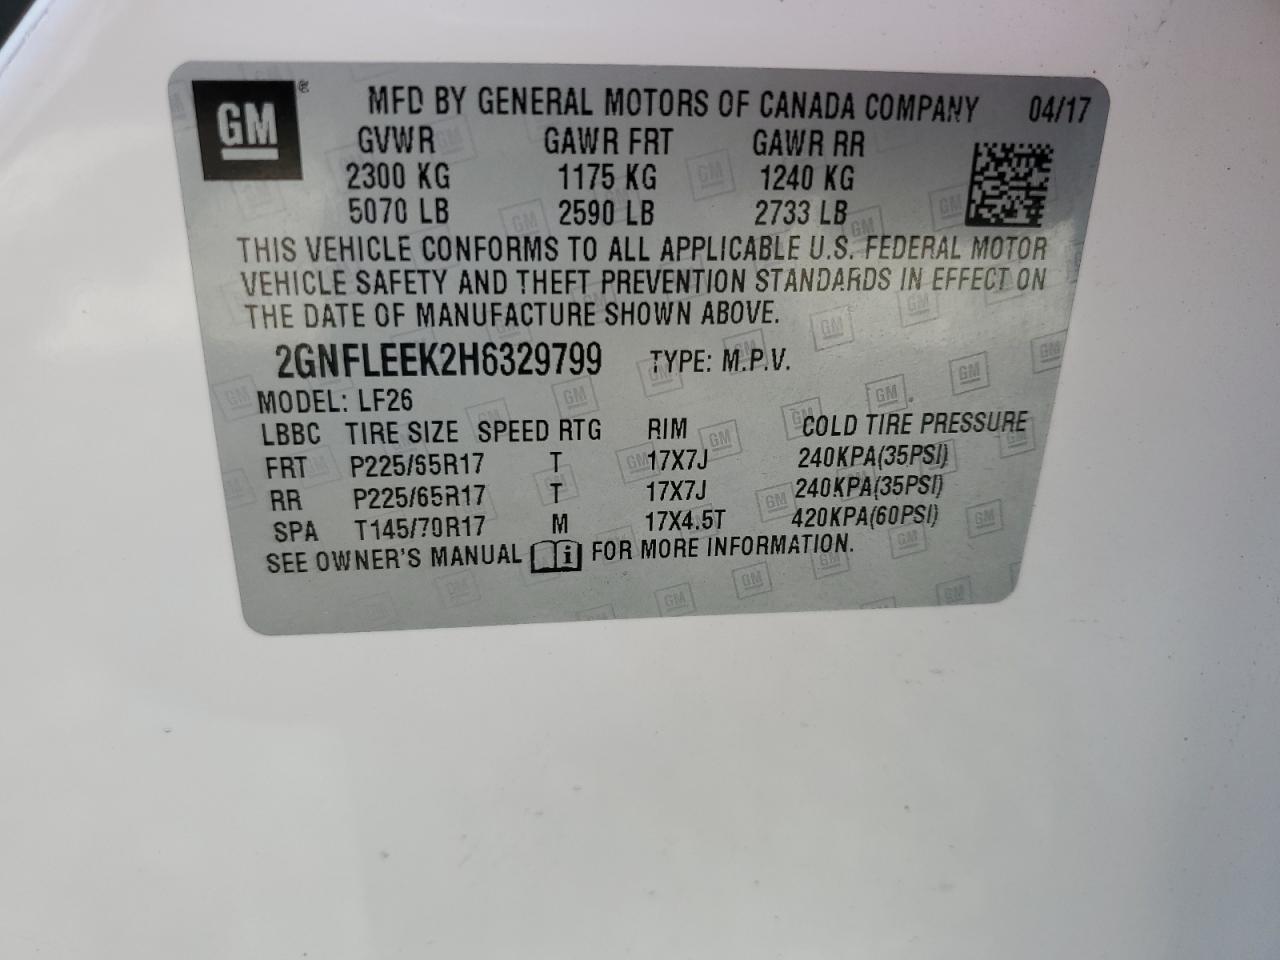 GM® MFD BY GENERAL MOTORS OF CANADA COMPANY 04/17
GVWR GAWR FRT GAWR RR
2300 KG 1175 KG 1240 KG
5070 LB 2590 LB 2733 LB
THIS VEHICLE CONFORMS TO ALL APPLICABLE U.S. FEDERAL MOTOR
VEHICLE SAFETY AND THEFT PREVENTION STANDARDS IN EFFECT ON
THE DATE OF MANUFACTURE SHOWN ABOVE.
2GNFLEEK2H6329799 TYPE: M.P.V.
MODEL: LF26
LBBC TIRE SIZE SPEED RTG RIM COLD TIRE PRESSURE
FRT P225/65R17 T 17X7J 240KPA(35PSI)
RR P225/65R17 T 17X7J 240KPA(35PSI)
SPA T145/70R17 M 17X4.5T 420KPA(60PSI)
SEE OWNER'S MANUAL i FOR MORE INFORMATION.